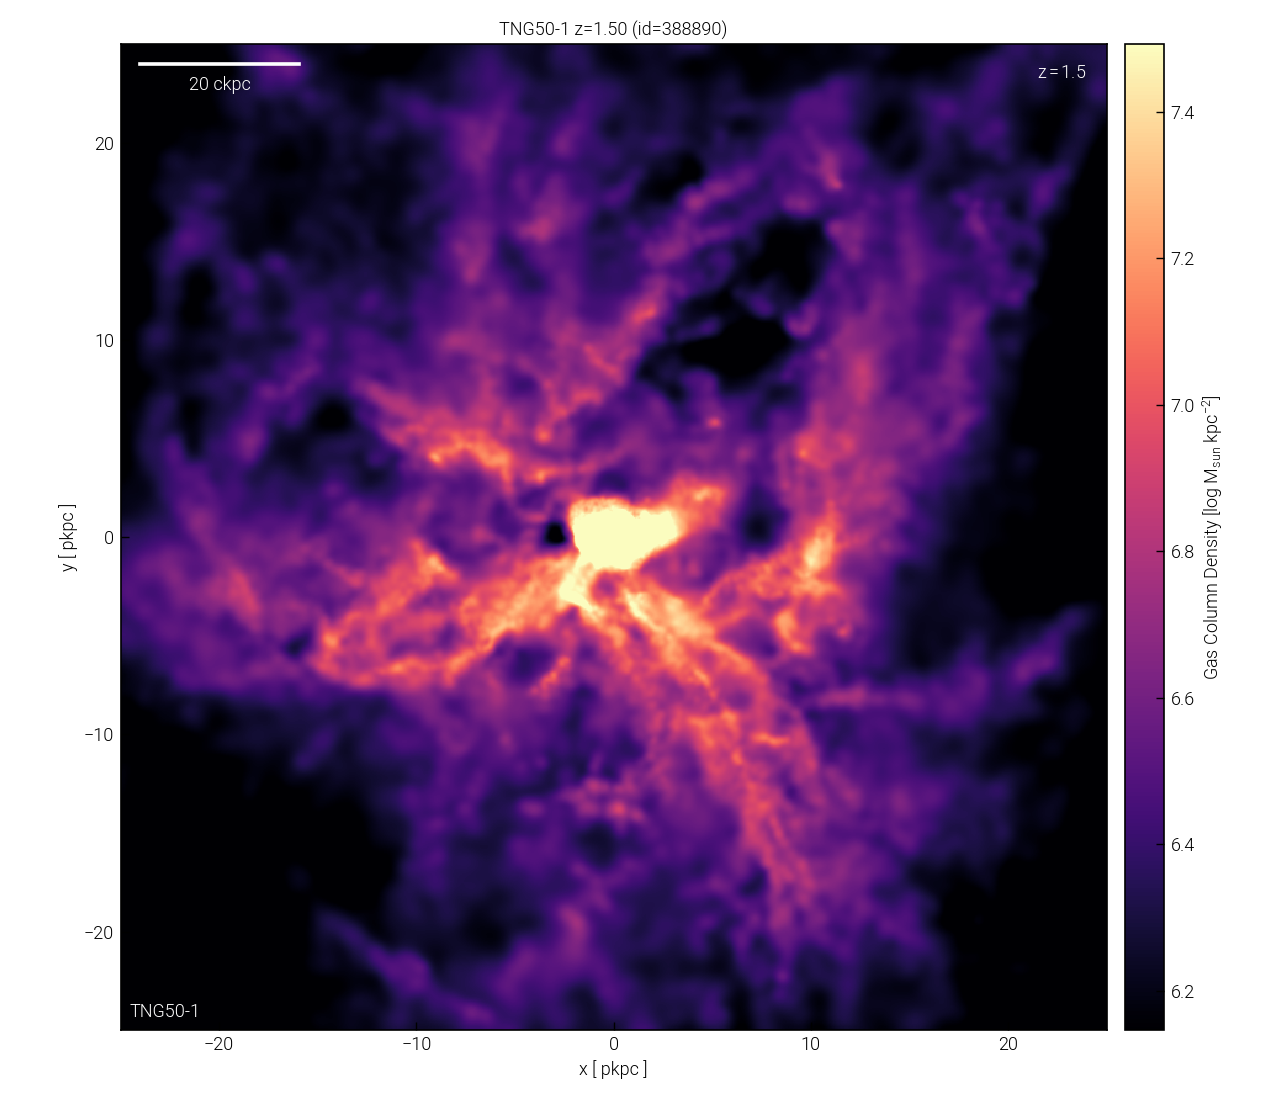 TNG50-1 z=1.50 (id=388890)
20 ckpc
z = 1.5
20
10
0
−10
−20
y [ pkpc ]
TNG50-1
−20
−10
0
10
20
x [ pkpc ]
7.4
7.2
7.0
6.8
6.6
6.4
6.2
Gas Column Density [log M_sun kpc⁻²]